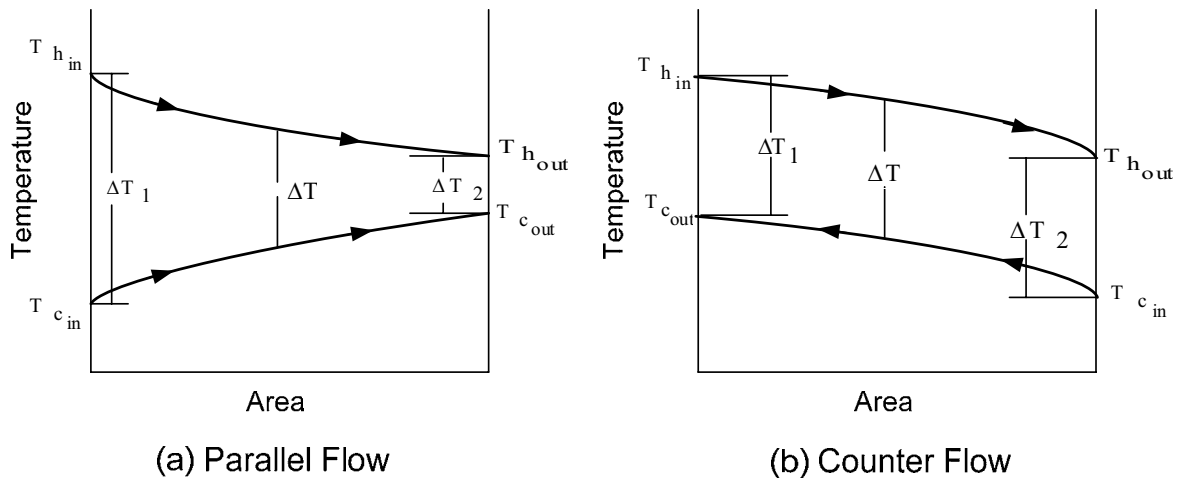 T h in
Temperature
ΔT 1
ΔT
ΔT 2
T h out
T c out
T c in
Area
(a) Parallel Flow
T h in
Temperature
ΔT 1
ΔT
T h out
T c out
ΔT 2
T c in
Area
(b) Counter Flow